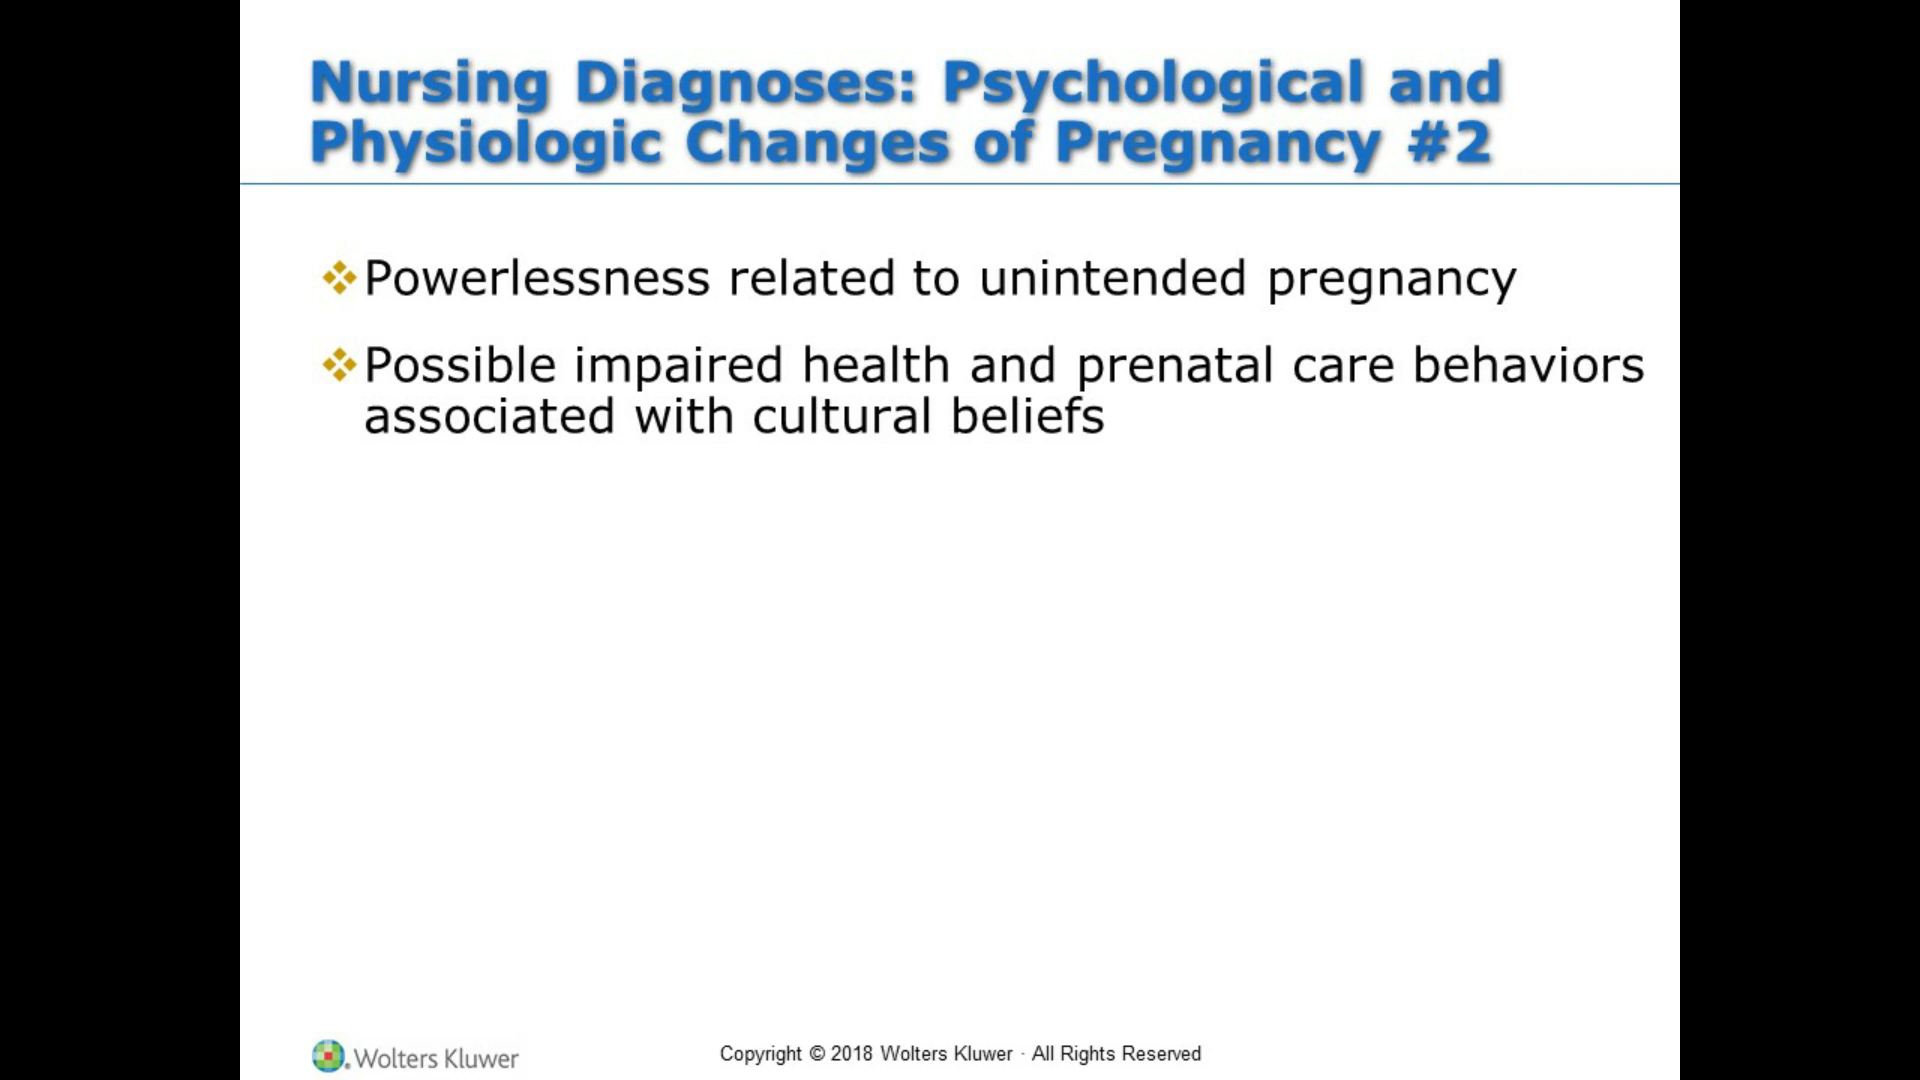 Nursing Diagnoses: Psychological and
Physiologic Changes of Pregnancy #2
❖Powerlessness related to unintended pregnancy
❖Possible impaired health and prenatal care behaviors
associated with cultural beliefs
Wolters Kluwer
Copyright © 2018 Wolters Kluwer · All Rights Reserved